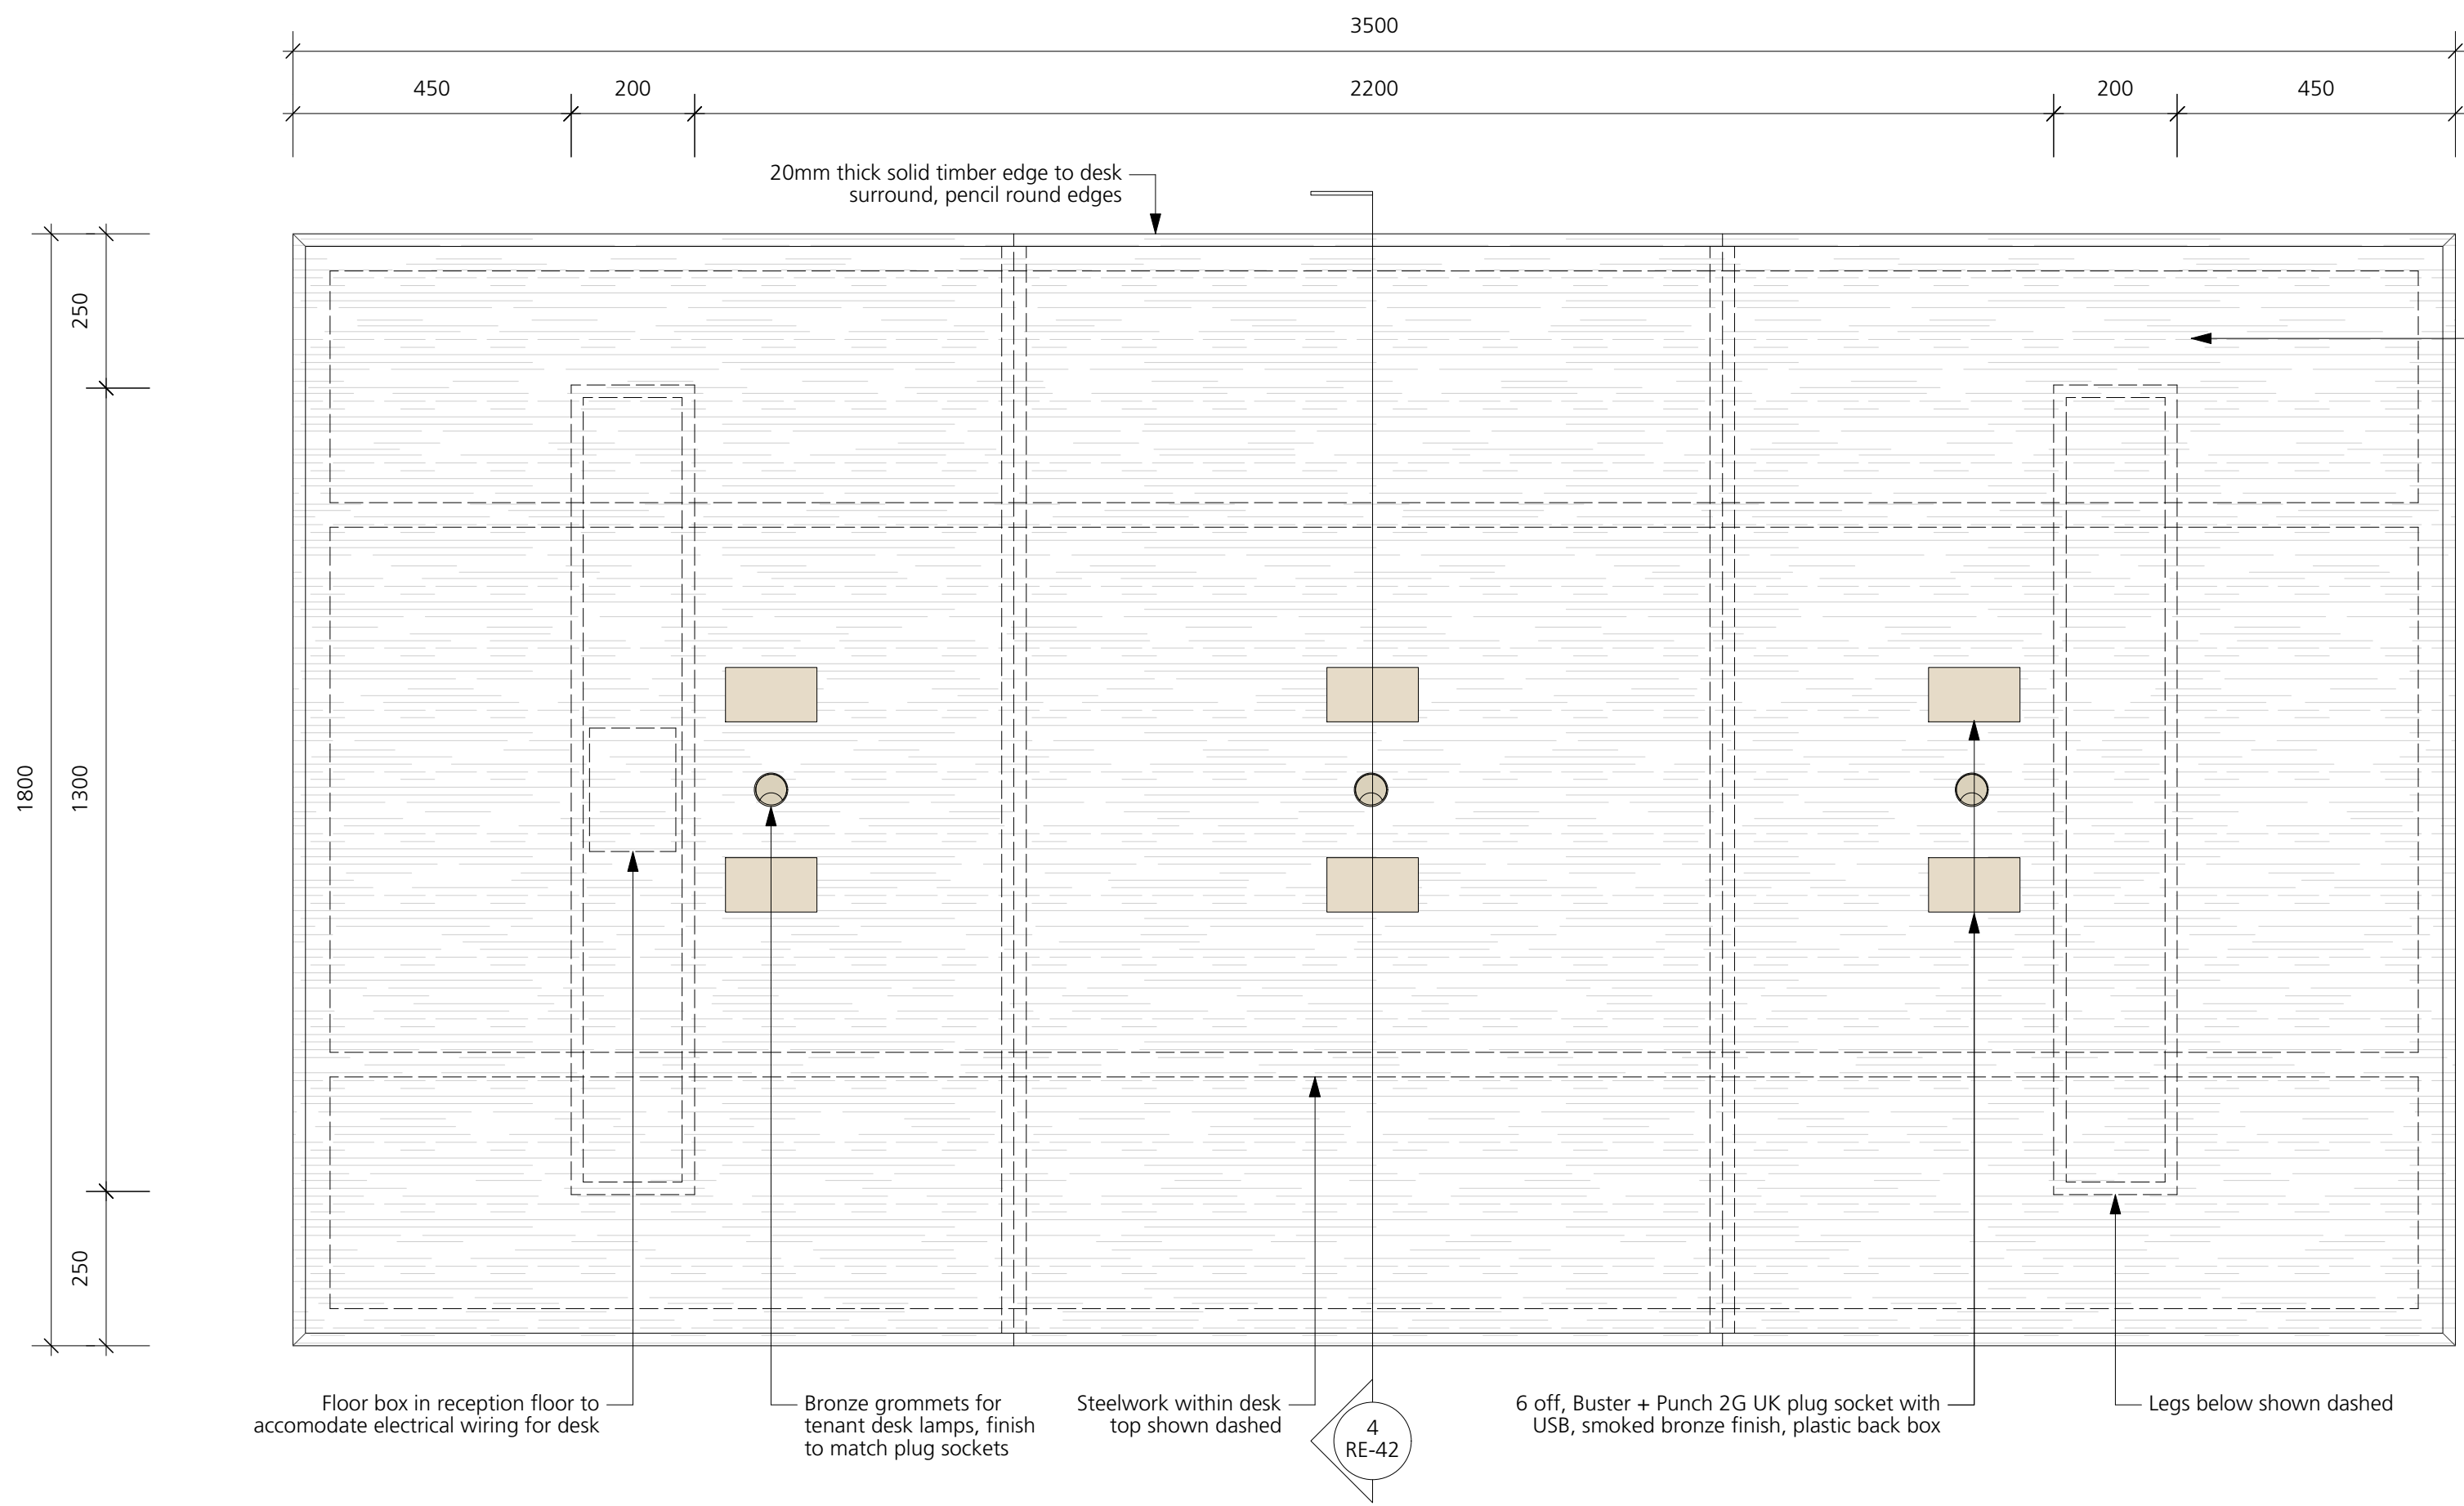 3500
450
200
2200
200
450
20mm thick solid timber edge to desk
surround, pencil round edges
250
1800
1300
250
Floor box in reception floor to
accomodate electrical wiring for desk
Bronze grommets for
tenant desk lamps, finish
to match plug sockets
Steelwork within desk
top shown dashed
4
RE-42
6 off, Buster + Punch 2G UK plug socket with
USB, smoked bronze finish, plastic back box
Legs below shown dashed